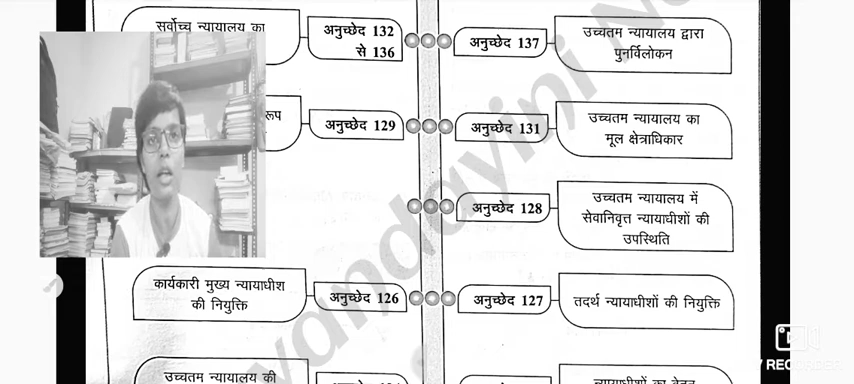 सर्वोच्च न्यायालय का
अनुच्छेद 132
से 136
अनुच्छेद 137
उच्चतम न्यायालय द्वारा
पुनर्विलोकन
रूप
अनुच्छेद 129
अनुच्छेद 131
उच्चतम न्यायालय का
मूल क्षेत्राधिकार
अनुच्छेद 128
उच्चतम न्यायालय में
सेवानिवृत्त न्यायाधीशों की
उपस्थिति
कार्यकारी मुख्य न्यायाधीश
की नियुक्ति
अनुच्छेद 126
अनुच्छेद 127
तदर्थ न्यायाधीशों की नियुक्ति
उच्चतम न्यायालय की
न्यायाधीशों का वेतन